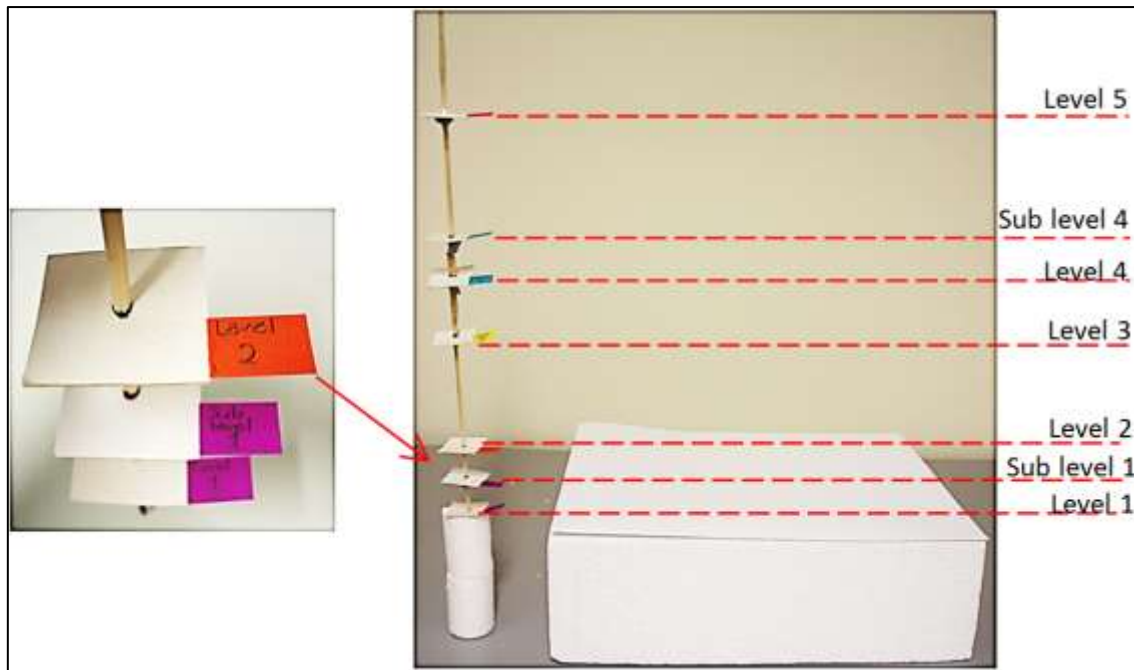 Level 5
Sub level 4
Level 4
Level 3
Level 2
Sub level 1
Level 1
Level
2
Sub
level
1
Level
1